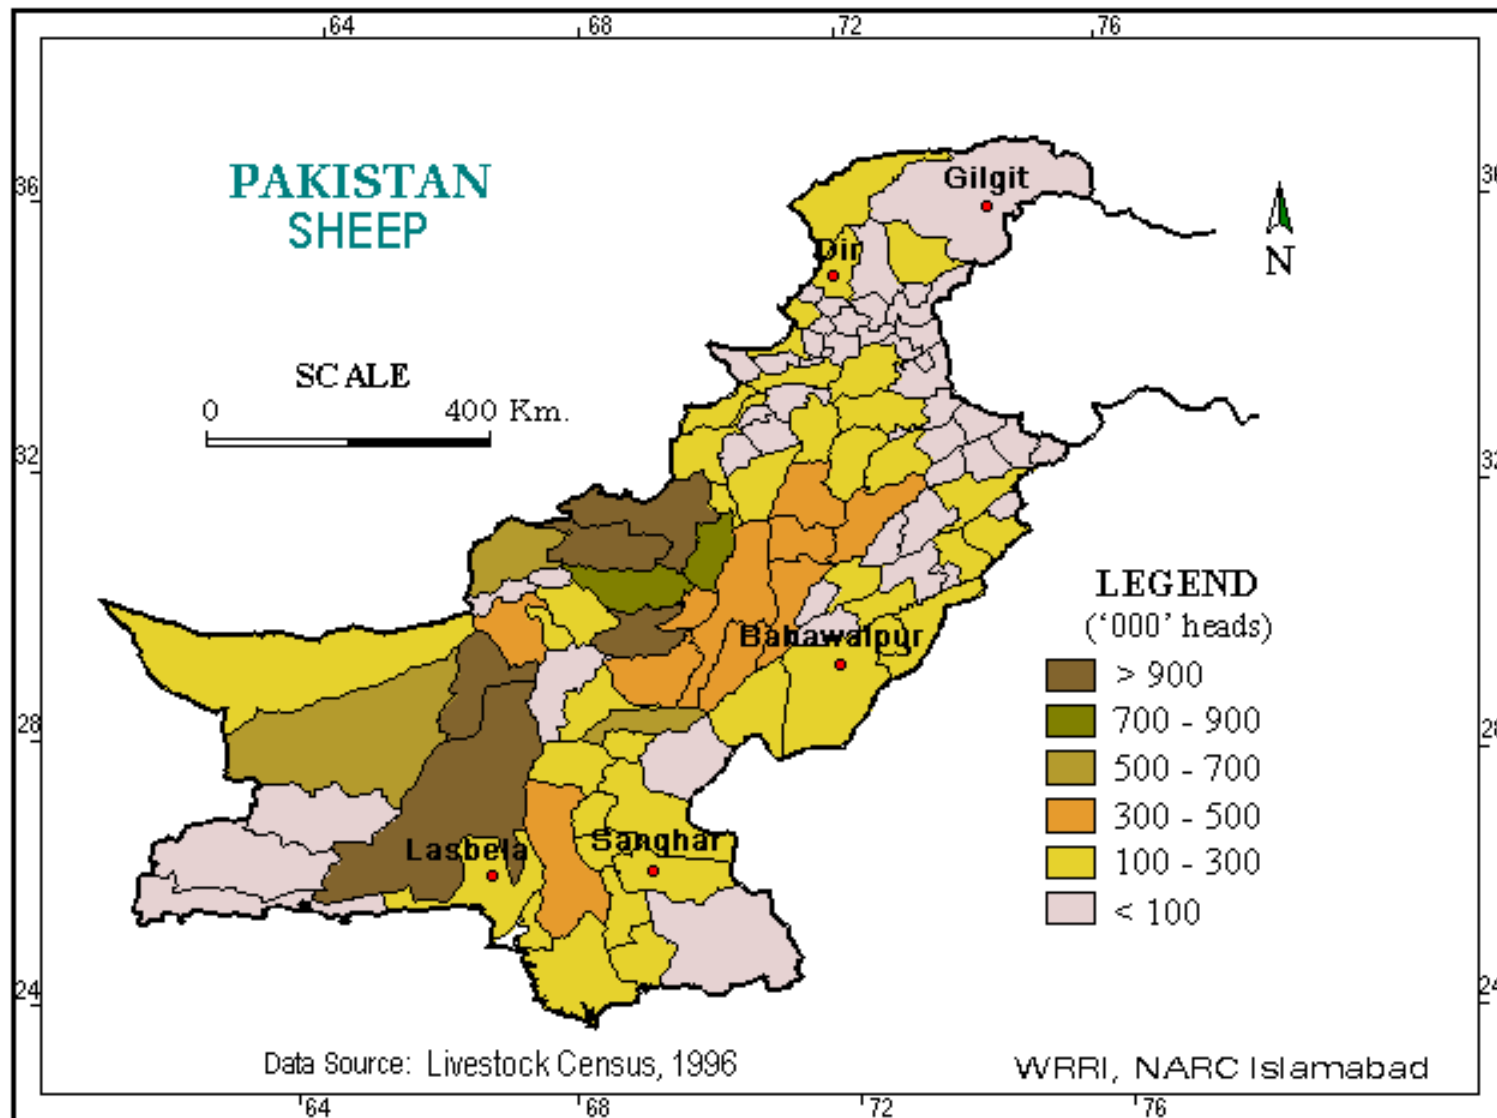 64 68 72 76
PAKISTAN
SHEEP
Gilgit
36
Dir
N
SCALE
0 400 Km.
32 32
LEGEND
(‘000’ heads)
Bahawalpur
> 900
700 - 900
28
500 - 700
300 - 500
Sanghar
Lasbela
100 - 300
< 100
24 24
Data Source: Livestock Census, 1996
WRRI, NARC Islamabad
64 68 72 76